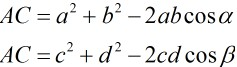 AC = a² + b² − 2ab cos α
AC = c² + d² − 2cd cos β